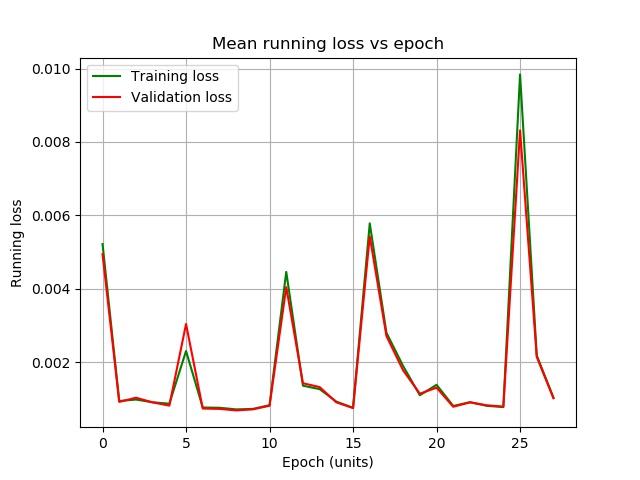 Mean running loss vs epoch
Training loss
Validation loss
0.010
0.008
0.006
0.004
0.002
Running loss
0 5 10 15 20 25
Epoch (units)